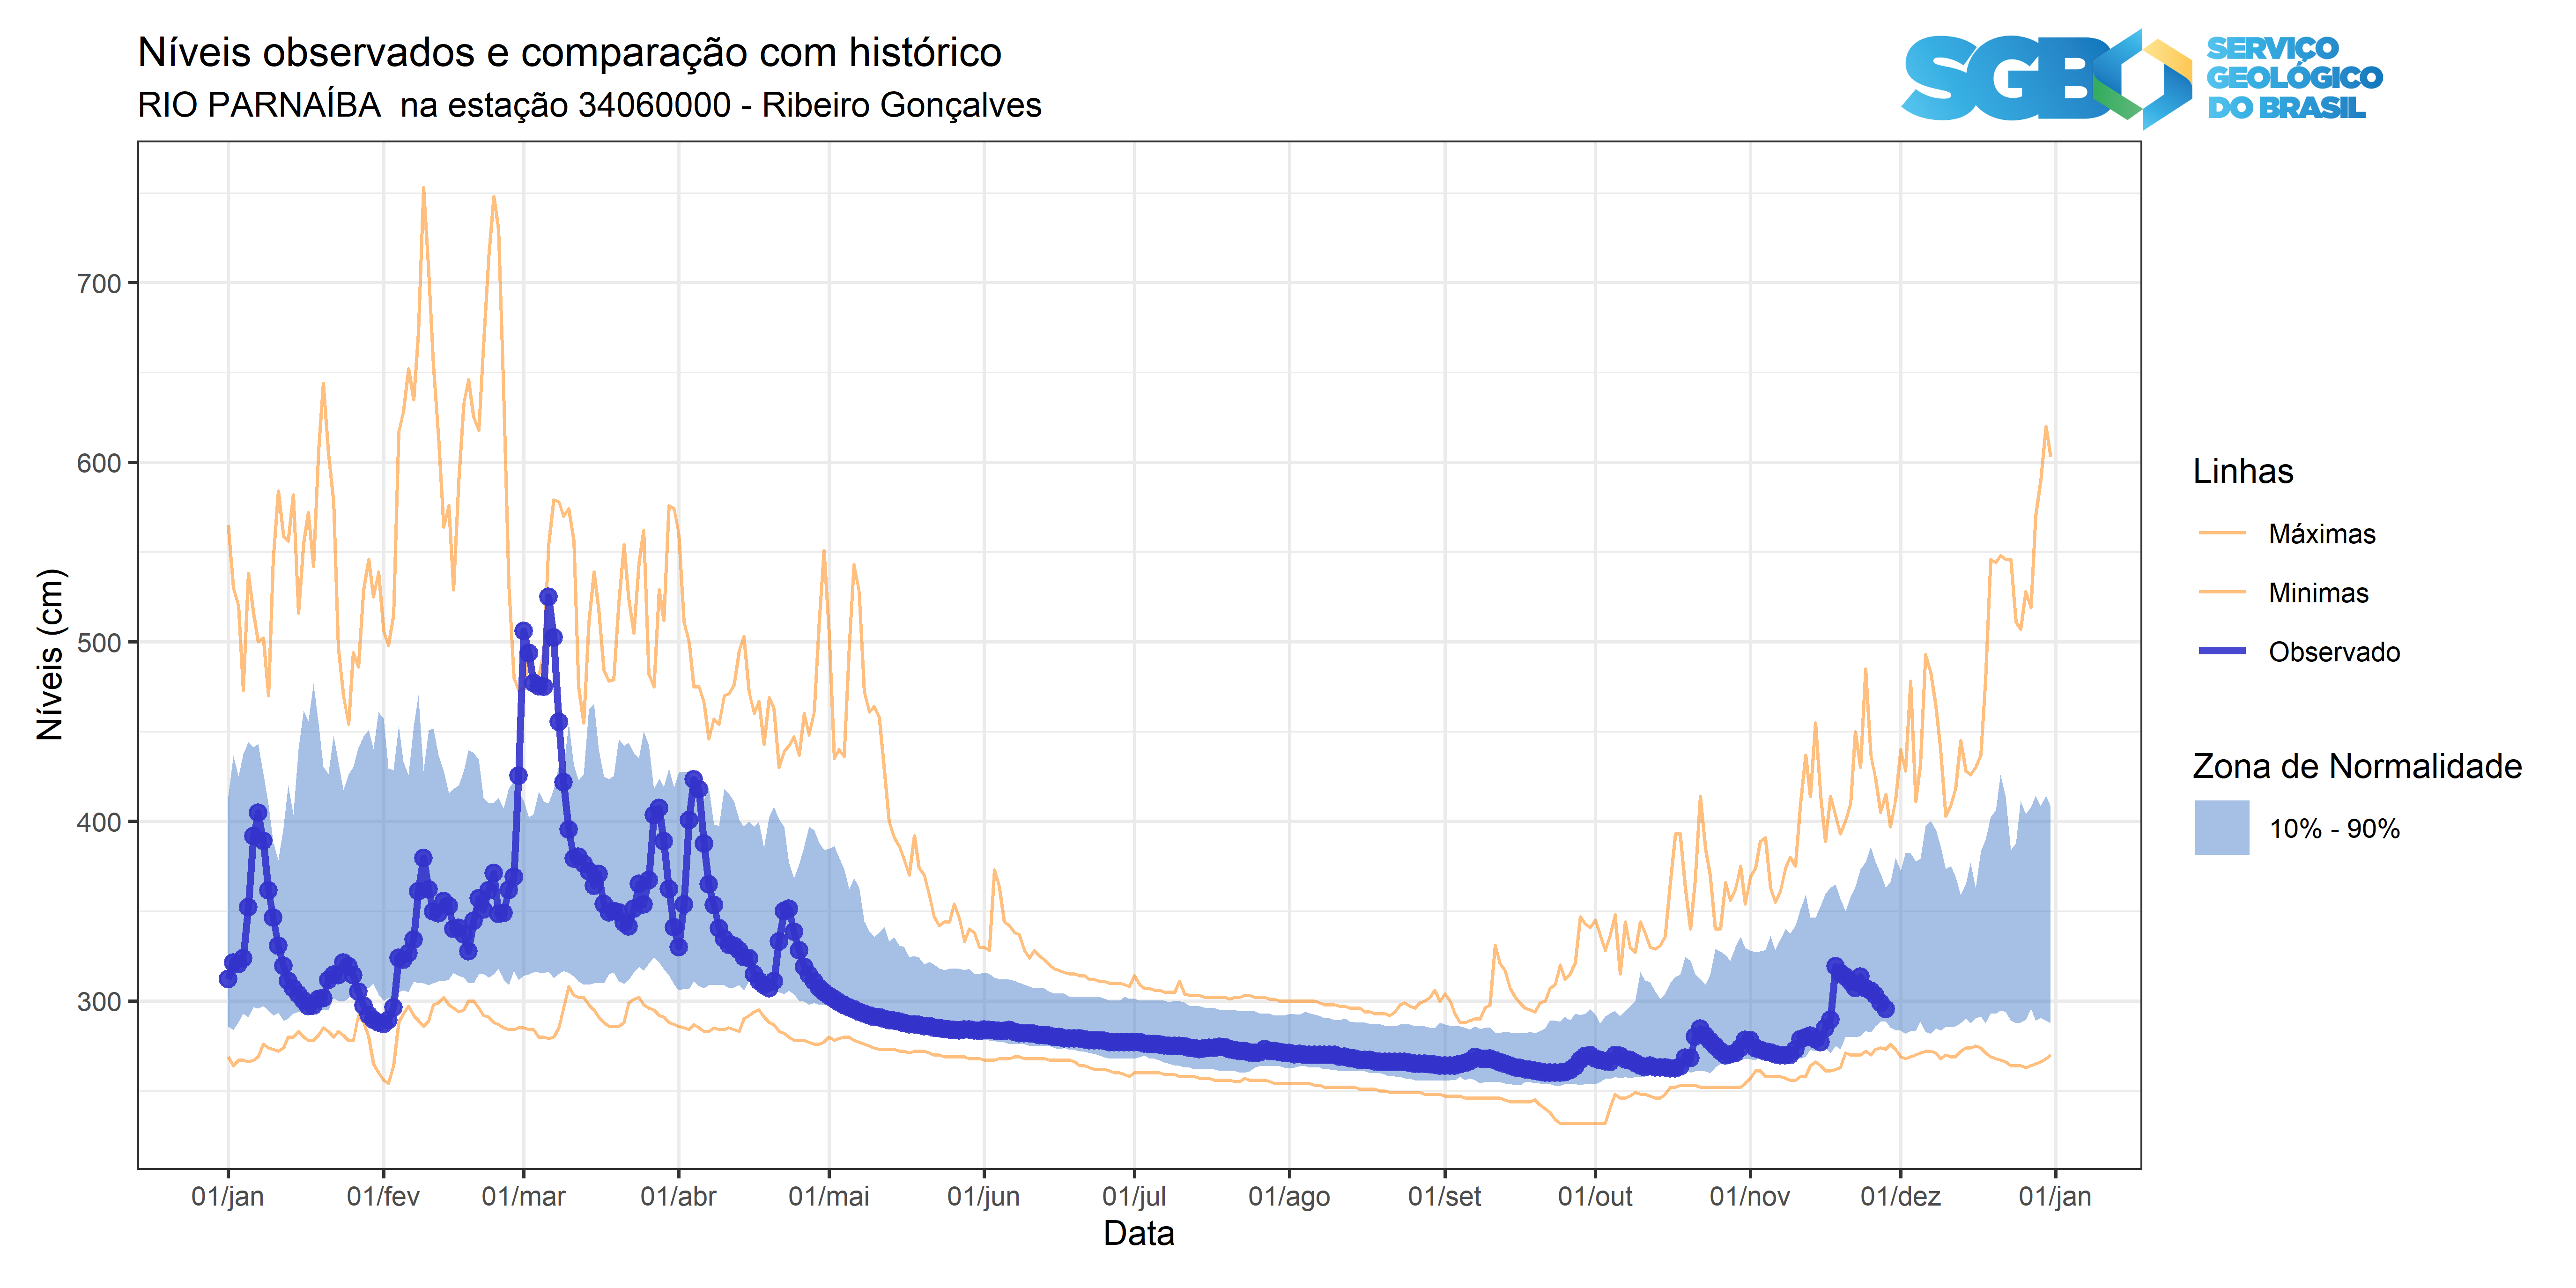 Níveis observados e comparação com histórico
RIO PARNAÍBA  na estação 34060000 - Ribeiro Gonçalves
SGB
SERVIÇO
GEOLÓGICO
DO BRASIL
Níveis (cm)
700
600
500
400
300
01/jan
01/fev
01/mar
01/abr
01/mai
01/jun
01/jul
01/ago
01/set
01/out
01/nov
01/dez
01/jan
Data
Linhas
Máximas
Minimas
Observado
Zona de Normalidade
10% - 90%